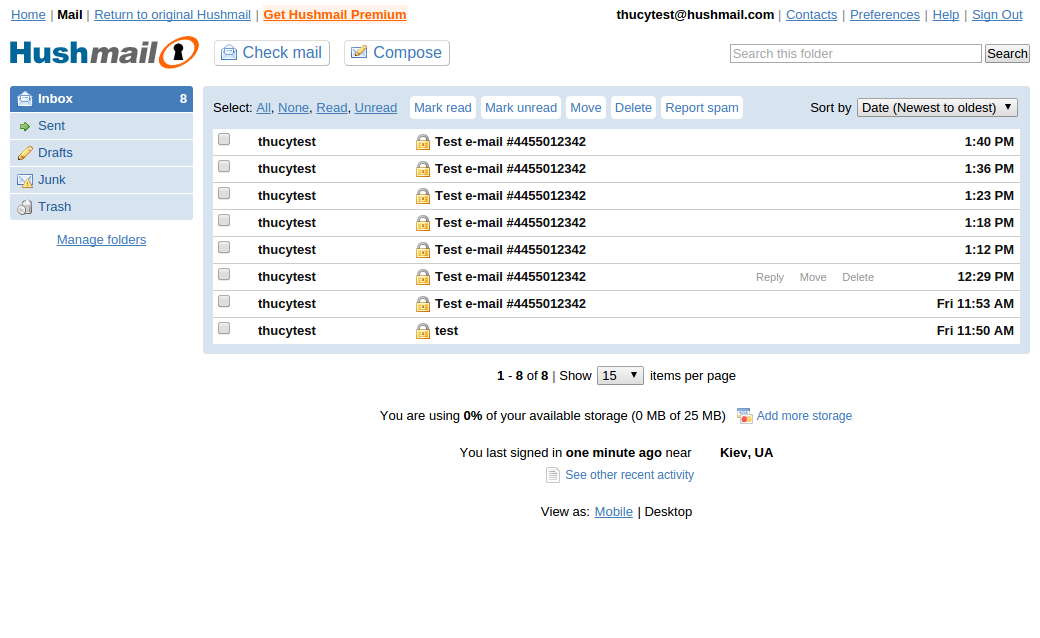 Home | Mail | Return to original Hushmail | Get Hushmail Premium
thucytest@hushmail.com | Contacts | Preferences | Help | Sign Out
Hushmail
Check mail
Compose
Search this folder
Search
Inbox 8
Sent
Drafts
Junk
Trash
Manage folders
Select: All, None, Read, Unread Mark read Mark unread Move Delete Report spam Sort by Date (Newest to oldest)
thucytest Test e-mail #4455012342 1:40 PM
thucytest Test e-mail #4455012342 1:36 PM
thucytest Test e-mail #4455012342 1:23 PM
thucytest Test e-mail #4455012342 1:18 PM
thucytest Test e-mail #4455012342 1:12 PM
thucytest Test e-mail #4455012342 Reply Move Delete 12:29 PM
thucytest Test e-mail #4455012342 Fri 11:53 AM
thucytest test Fri 11:50 AM
1 - 8 of 8 | Show 15 items per page
You are using 0% of your available storage (0 MB of 25 MB) Add more storage
You last signed in one minute ago near Kiev, UA
See other recent activity
View as: Mobile | Desktop